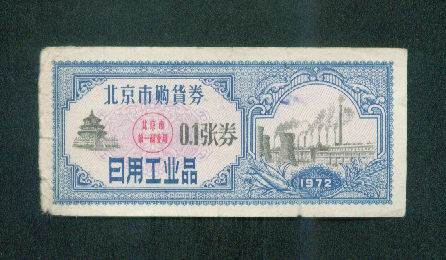 北京市购货券
北京市
第一商业局
0.1张券
日用工业品
1972